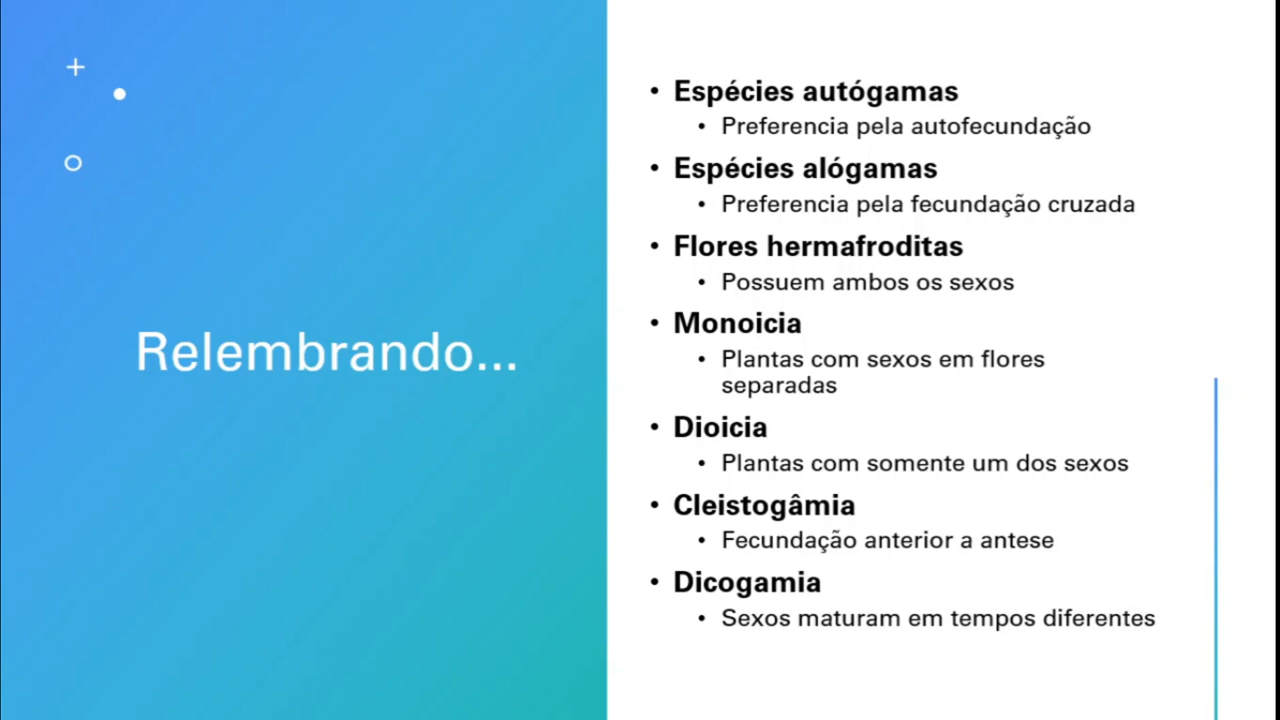 Relembrando...
• Espécies autógamas
• Preferencia pela autofecundação
• Espécies alógamas
• Preferencia pela fecundação cruzada
• Flores hermafroditas
• Possuem ambos os sexos
• Monoicia
• Plantas com sexos em flores
separadas
• Dioicia
• Plantas com somente um dos sexos
• Cleistogâmia
• Fecundação anterior a antese
• Dicogamia
• Sexos maturam em tempos diferentes